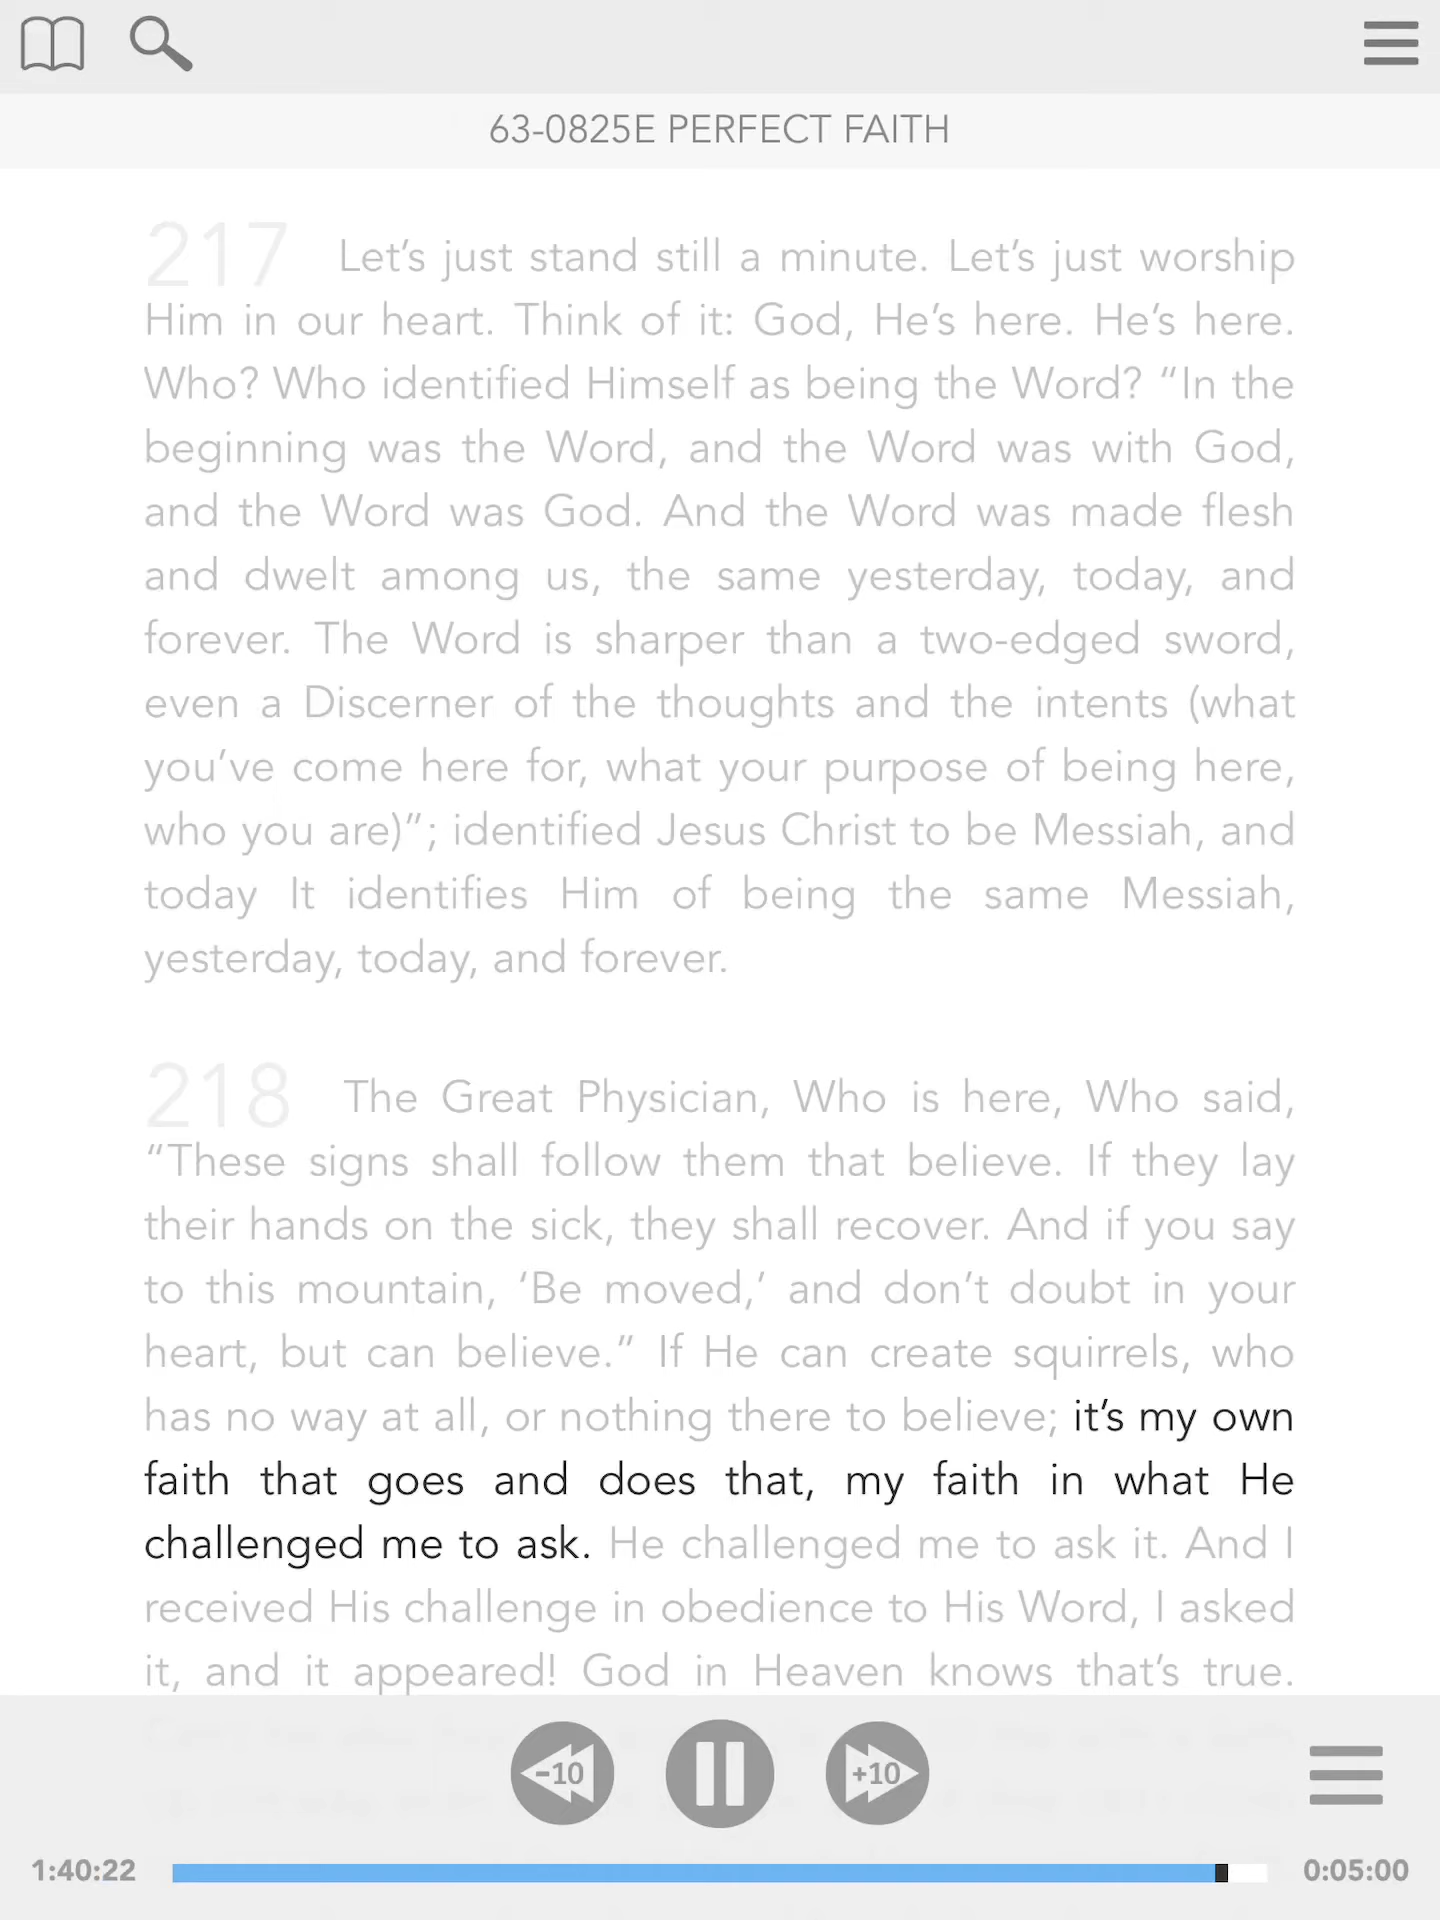 63-0825E PERFECT FAITH
217 Let’s just stand still a minute. Let’s just worship
Him in our heart. Think of it: God, He’s here. He’s here.
Who? Who identified Himself as being the Word? “In the
beginning was the Word, and the Word was with God,
and the Word was God. And the Word was made flesh
and dwelt among us, the same yesterday, today, and
forever. The Word is sharper than a two-edged sword,
even a Discerner of the thoughts and the intents (what
you’ve come here for, what your purpose of being here,
who you are)”; identified Jesus Christ to be Messiah, and
today It identifies Him of being the same Messiah,
yesterday, today, and forever.
218 The Great Physician, Who is here, Who said,
“These signs shall follow them that believe. If they lay
their hands on the sick, they shall recover. And if you say
to this mountain, ‘Be moved,’ and don’t doubt in your
heart, but can believe.” If He can create squirrels, who
has no way at all, or nothing there to believe; it’s my own
faith that goes and does that, my faith in what He
challenged me to ask. He challenged me to ask it. And I
received His challenge in obedience to His Word, I asked
it, and it appeared! God in Heaven knows that’s true.
-10 +10
1:40:22 0:05:00